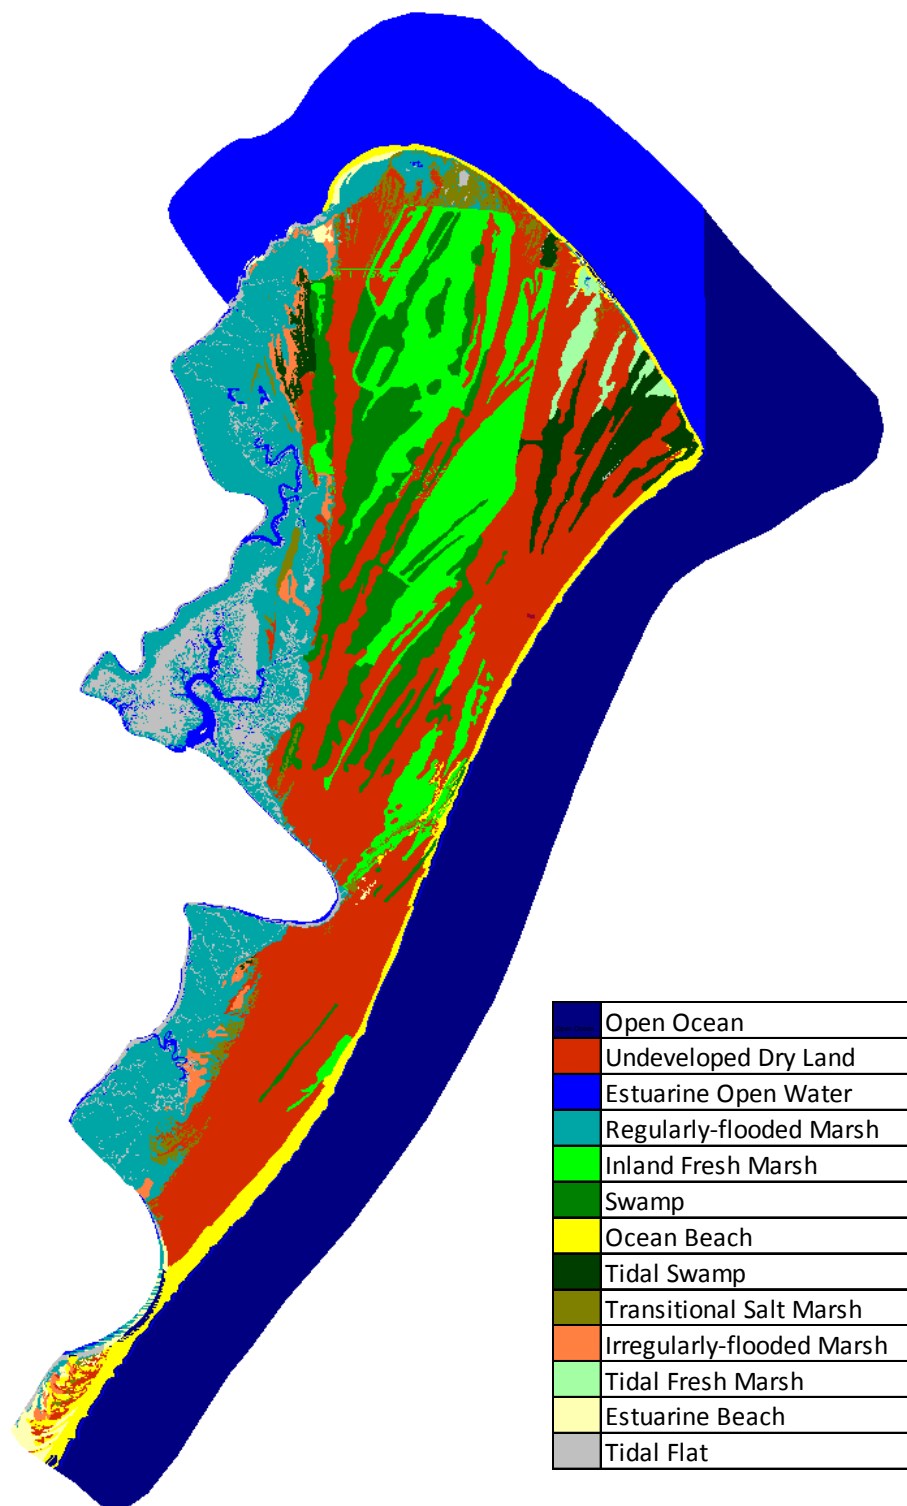 Open Ocean
Undeveloped Dry Land
Estuarine Open Water
Regularly-flooded Marsh
Inland Fresh Marsh
Swamp
Ocean Beach
Tidal Swamp
Transitional Salt Marsh
Irregularly-flooded Marsh
Tidal Fresh Marsh
Estuarine Beach
Tidal Flat